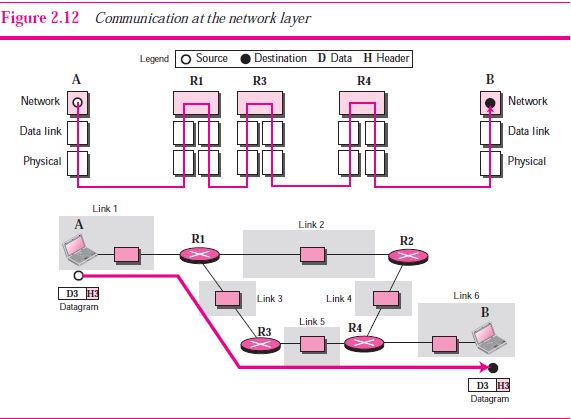 Figure 2.12 Communication at the network layer
Legend Source Destination D Data H Header
A R1 R3 R4 B
Network Network
Data link Data link
Physical Physical
Link 1
A
R1
Link 2
R2
D3 H3
Datagram
Link 3
Link 4
Link 6
B
R3
Link 5
R4
D3 H3
Datagram